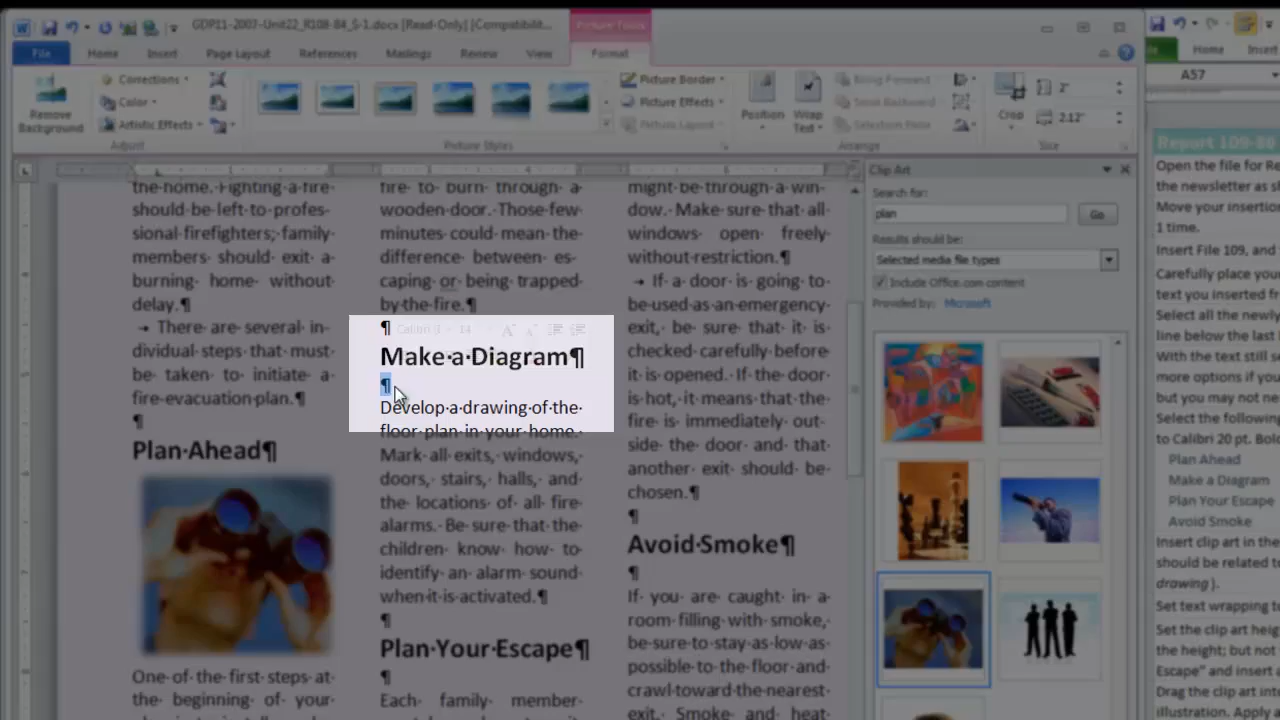 GDP11-2007-Unit22_R108-84_S-1.docx [Read-Only] [Compatibilit...
Picture Tools
File Home Insert Page Layout References Mailings Review View Format
Home Insert
Remove Background
Corrections
Color
Artistic Effects
Adjust
Picture Styles
Picture Border
Picture Effects
Picture Layout
Position
Wrap Text
Bring Forward
Send Backward
Selection Pane
Arrange
Crop
2"
2.12"
Size
A57
the·home.·Fighting·a·fire·
should·be·left·to·profes-
sional·firefighters;·family·
members· should· exit· a·
burning· home· without·
delay.¶
→ There· are· several· in-
dividual· steps· that· must·
be· taken· to· initiate· a·
fire·evacuation·plan.¶
¶
Plan·Ahead¶
One· of· the· first· steps· at·
the· beginning· of· your·
fire· to· burn· through· a·
wooden·door.·Those·few·
minutes·could·mean·the·
difference· between· es-
caping·or·being·trapped·
by·the·fire.¶
¶
Calibri (I 14
Make·a·Diagram¶
¶
Develop·a·drawing·of·the·
floor·plan·in·your·home.·
Mark· all· exits,· windows,·
doors,· stairs,· halls,· and·
the· locations· of· all· fire·
alarms.· Be· sure· that· the·
children· know· how· to·
identify· an· alarm· sound·
when·it·is·activated.¶
¶
Plan·Your·Escape¶
¶
Each· family· member·
might·be·through·a·win-
dow.· Make· sure· that· all·
windows· open· freely·
without·restriction.¶
→ If· a· door· is· going· to·
be·used·as·an·emergency·
exit,· be· sure· that· it· is·
checked· carefully· before·
it·is·opened.·If·the·door·
is·hot,·it·means·that·the·
fire· is· immediately· out-
side· the· door· and· that·
another· exit· should· be·
chosen.¶
¶
Avoid·Smoke¶
¶
If· you· are· caught· in· a·
room· filling· with· smoke,·
be·sure·to·stay·as·low·as·
possible·to·the·floor·and·
crawl·toward·the·nearest·
exit.· Smoke· and· heat·
Clip Art
Search for:
plan
Go
Results should be:
Selected media file types
Include Office.com content
Provided by: Microsoft
Report 109-86
Open the file for Re
the newsletter as s
Move your insertion
1 time.
Insert File 109, and
Carefully place you
text you inserted fr
Select all the newly
line below the last
With the text still se
more options if you
but you may not ne
Select the following
to Calibri 20 pt. Bold
Plan Ahead
Make a Diagram
Plan Your Escape
Avoid Smoke
Insert clip art in the
should be related to
drawing ).
Set text wrapping to
Set the clip art heig
the height; but not
Escape" and insert a
Drag the clip art into
illustration. Apply a